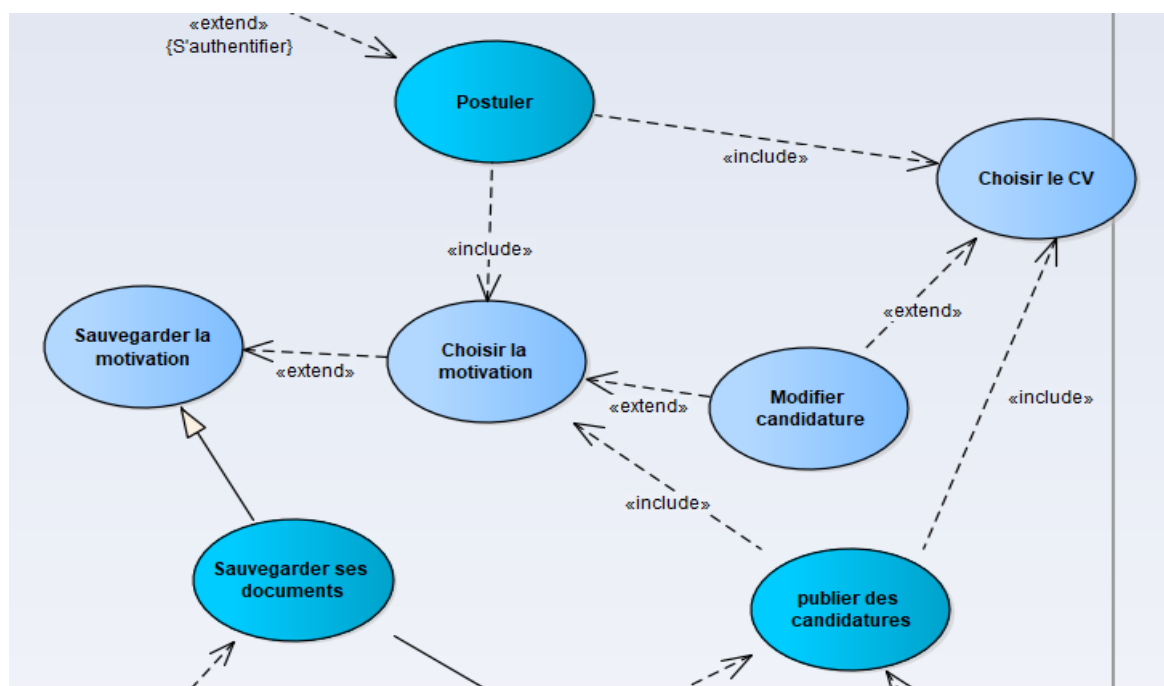 «extend»
{S'authentifier}
Postuler
«include»
Choisir le CV
«include»
«extend»
Sauvegarder la
motivation
Choisir la
motivation
«extend»
Modifier
candidature
«extend»
«include»
«include»
Sauvegarder ses
documents
publier des
candidatures